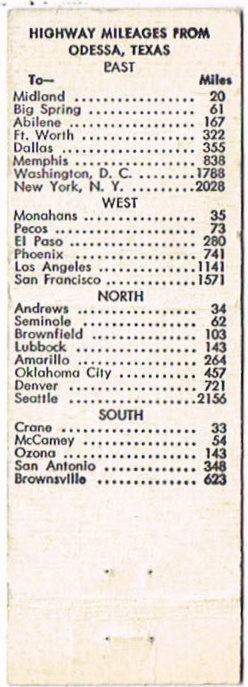 HIGHWAY MILEAGES FROM
ODESSA, TEXAS
EAST
To— Miles
Midland .................... 20
Big Spring .................... 61
Abilene .................... 167
Ft. Worth .................... 322
Dallas .................... 355
Memphis .................... 838
Washington, D. C. .................... 1788
New York, N. Y. .................... 2028
WEST
Monahans .................... 35
Pecos .................... 73
El Paso .................... 280
Phoenix .................... 741
Los Angeles .................... 1141
San Francisco .................... 1571
NORTH
Andrews .................... 34
Seminole .................... 62
Brownfield .................... 103
Lubbock .................... 143
Amarillo .................... 264
Oklahoma City .................... 457
Denver .................... 721
Seattle .................... 2156
SOUTH
Crane .................... 33
McCamey .................... 54
Ozona .................... 143
San Antonio .................... 348
Brownsville .................... 623